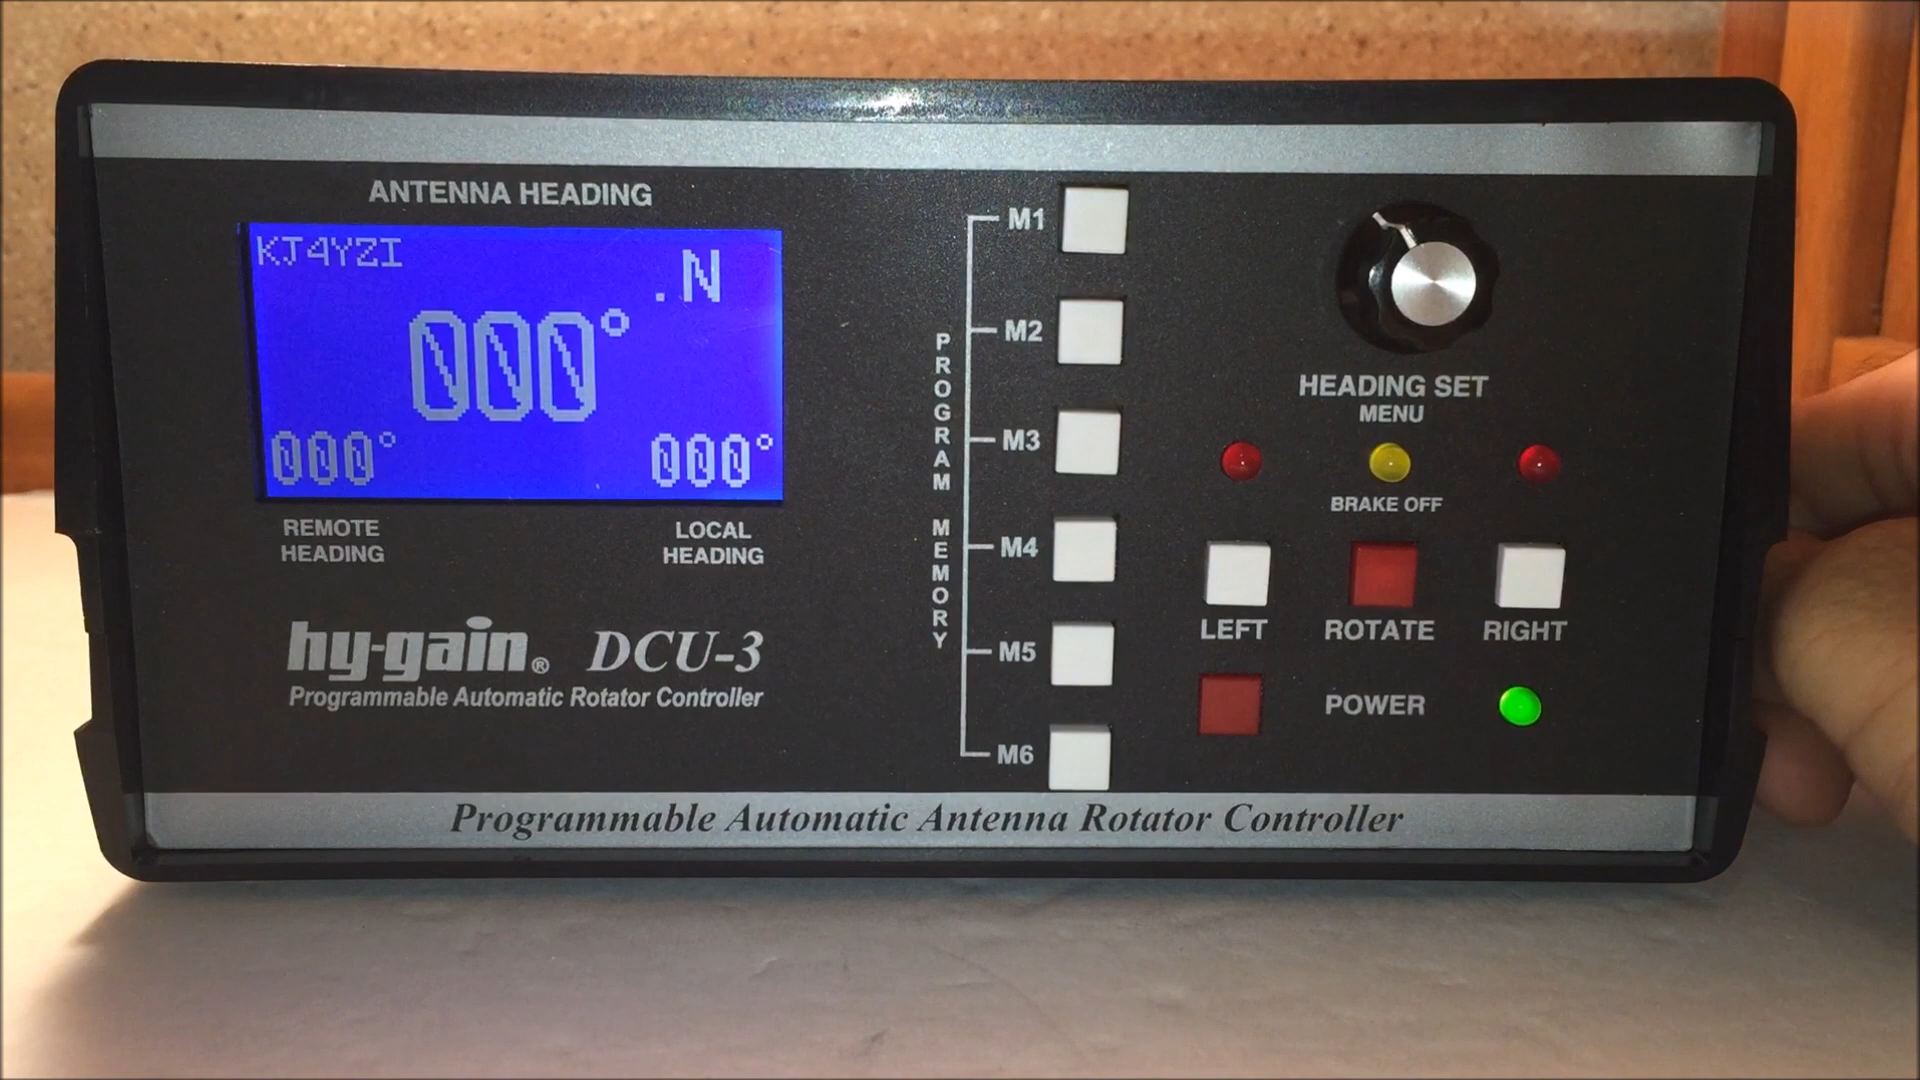 ANTENNA HEADING
KJ4YZI
.N
000°
000°
000°
REMOTE
HEADING
LOCAL
HEADING
hy-gain® DCU-3
Programmable Automatic Rotator Controller
PROGRAM MEMORY
M1
M2
M3
M4
M5
M6
HEADING SET
MENU
BRAKE OFF
LEFT
ROTATE
RIGHT
POWER
Programmable Automatic Antenna Rotator Controller